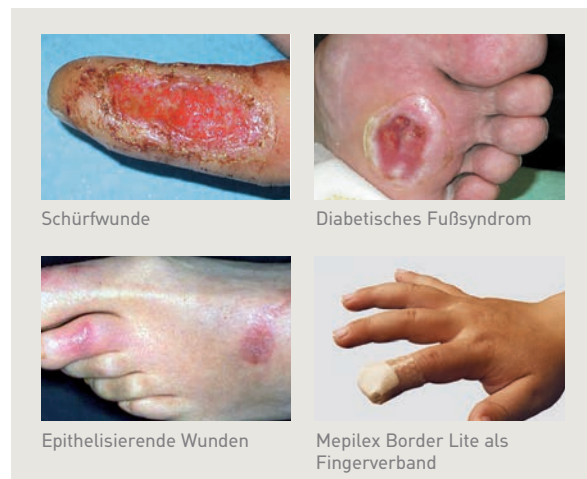 Schürfwunde
Diabetisches Fußsyndrom
Epithelisierende Wunden
Mepilex Border Lite als
Fingerverband